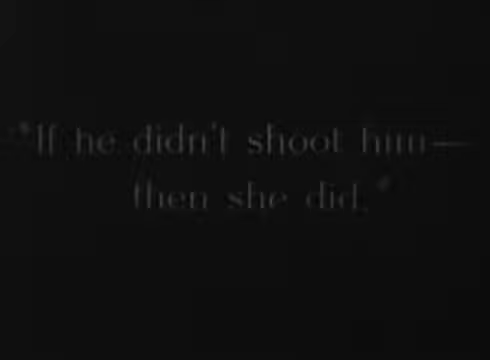 "If he didn't shoot him—
then she did."